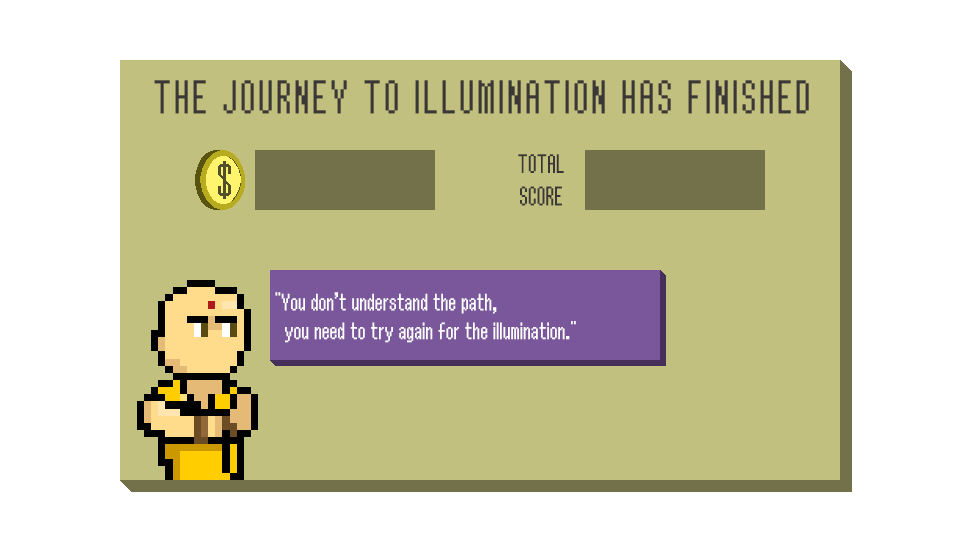 THE JOURNEY TO ILLUMINATION HAS FINISHED
$
TOTAL
SCORE
"You don't understand the path,
you need to try again for the illumination."